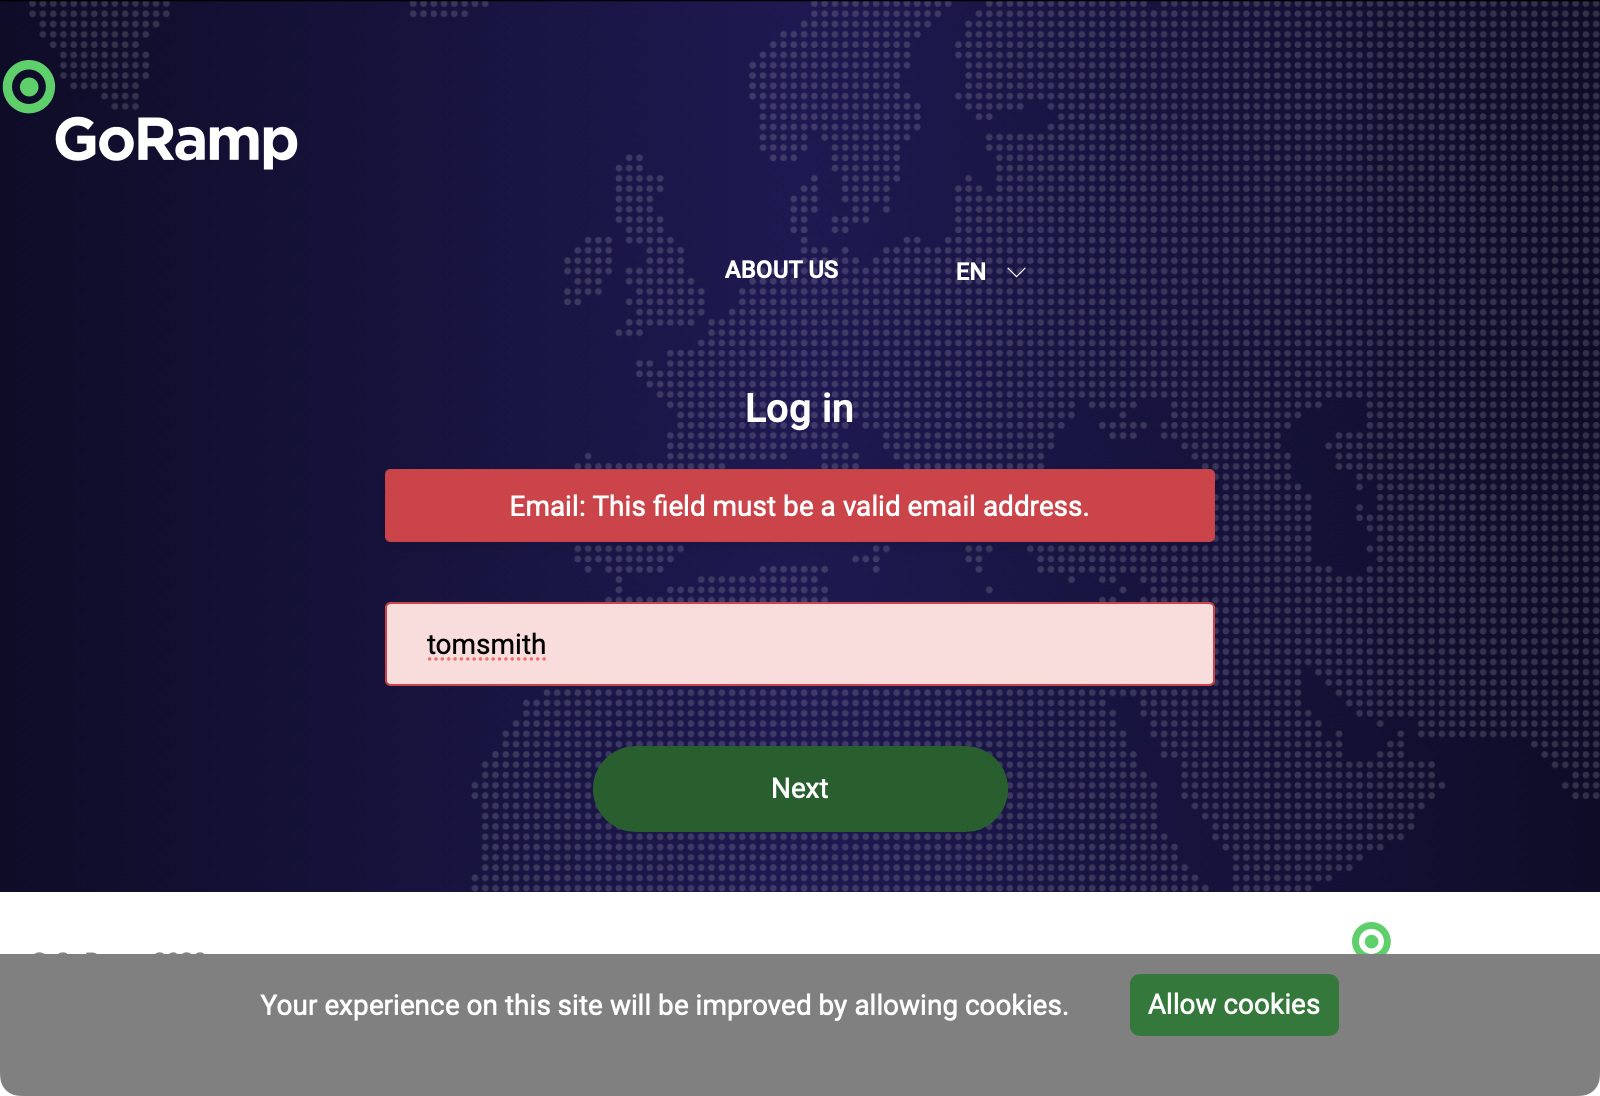 GoRamp
ABOUT US
EN
Log in
Email: This field must be a valid email address.
tomsmith
Next
Your experience on this site will be improved by allowing cookies.
Allow cookies